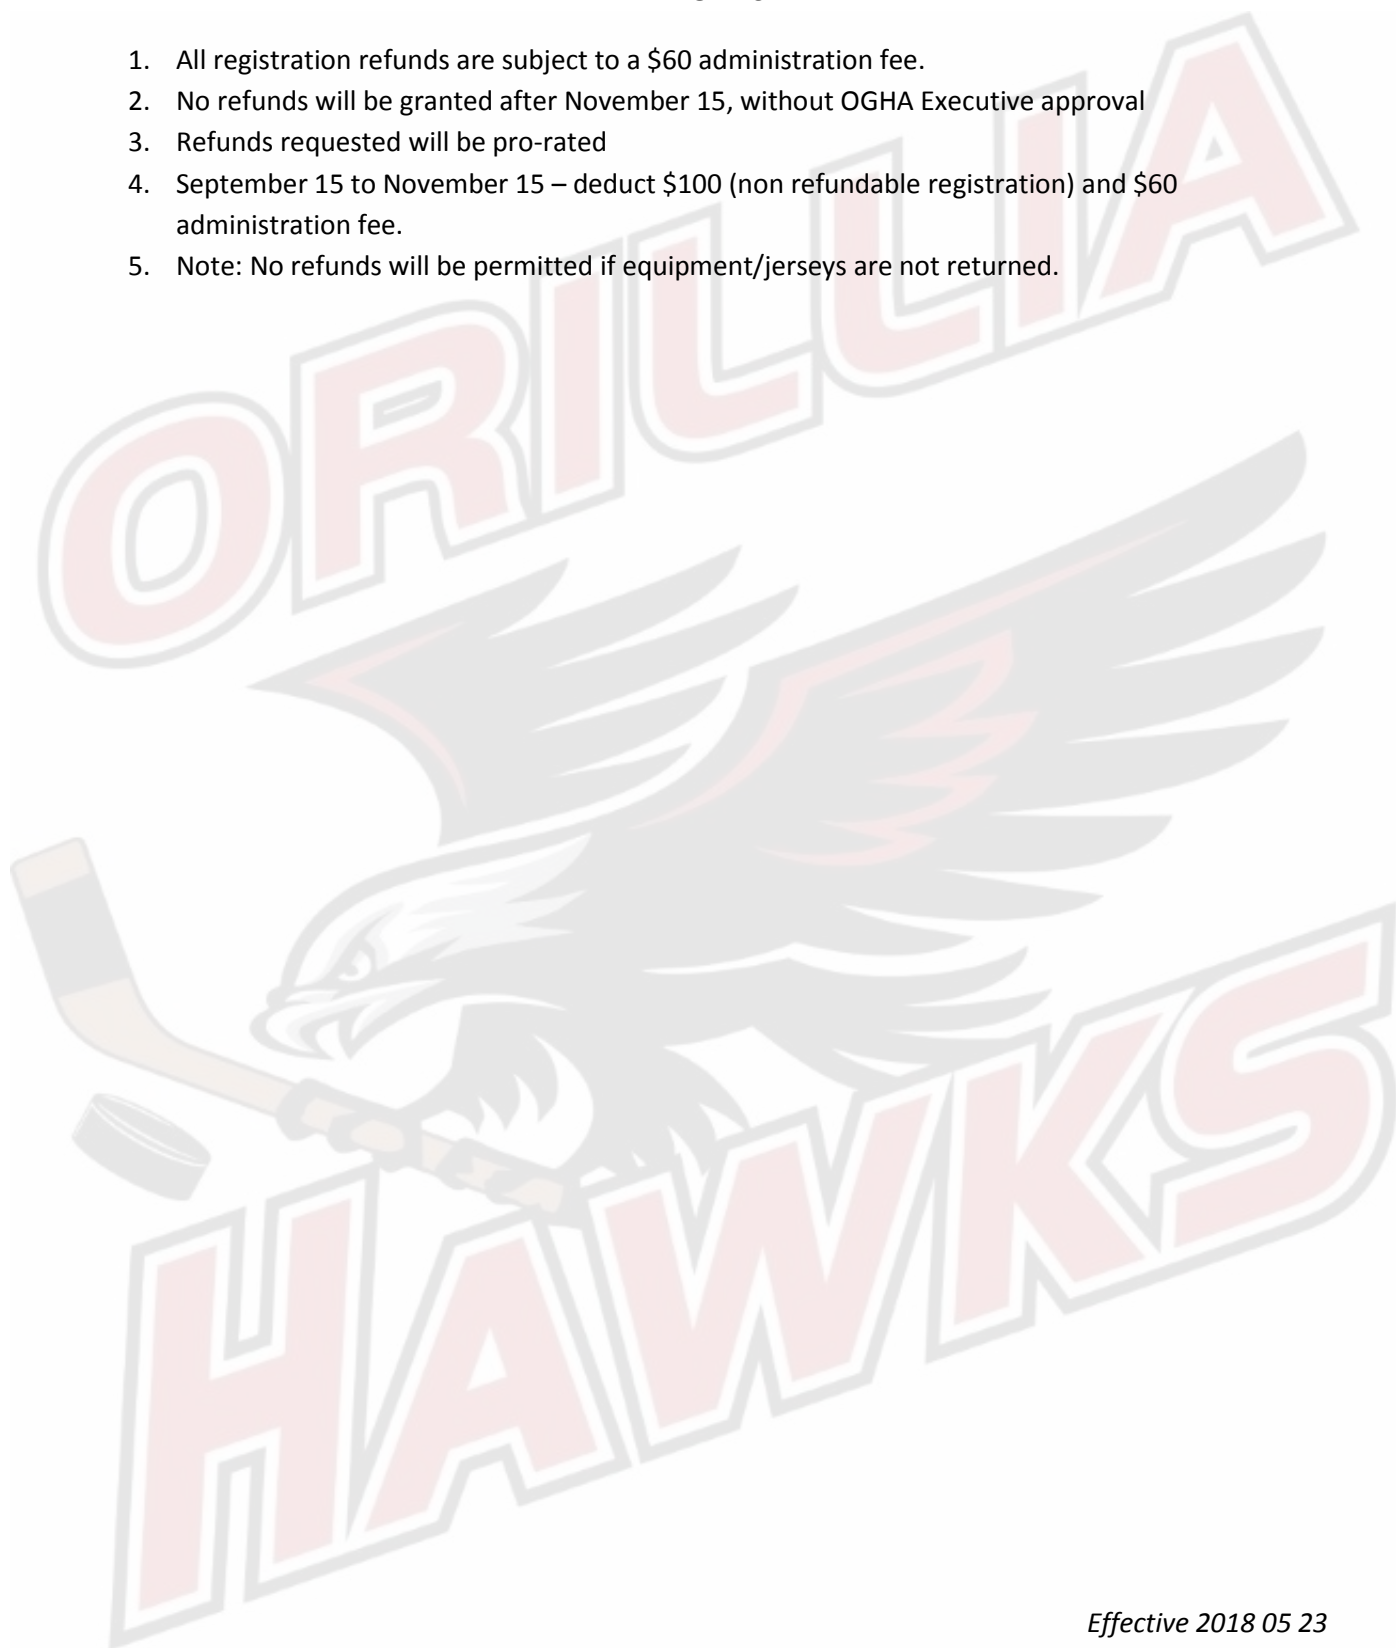 1. All registration refunds are subject to a $60 administration fee.
2. No refunds will be granted after November 15, without OGHA Executive approval
3. Refunds requested will be pro-rated
4. September 15 to November 15 – deduct $100 (non refundable registration) and $60
administration fee.
5. Note: No refunds will be permitted if equipment/jerseys are not returned.
ORILLIA
HAWKS
Effective 2018 05 23